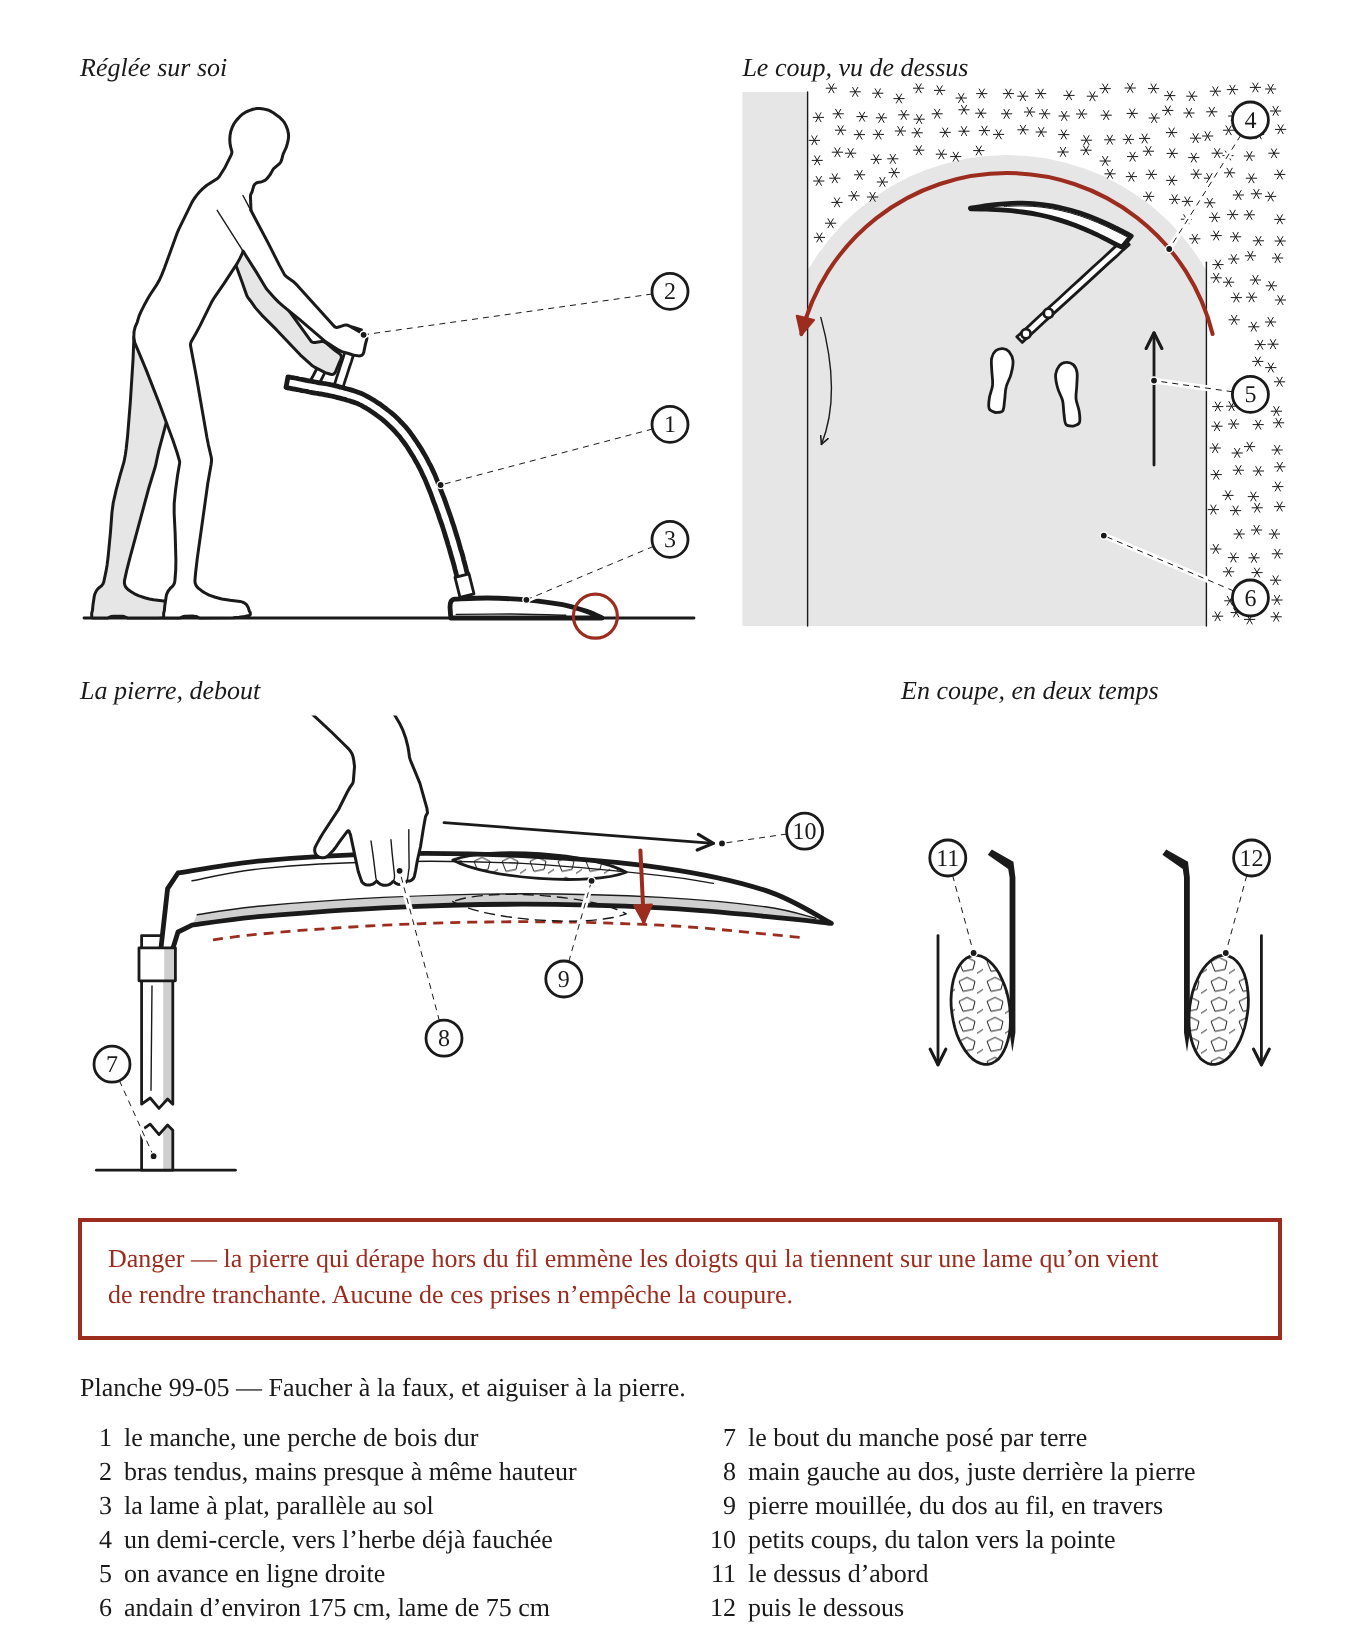 Réglée sur soi
Le coup, vu de dessus
4
2
5
1
3
6
La pierre, debout
En coupe, en deux temps
10
11
12
9
8
7
Danger — la pierre qui dérape hors du fil emmène les doigts qui la tiennent sur une lame qu’on vient
de rendre tranchante. Aucune de ces prises n’empêche la coupure.
Planche 99-05 — Faucher à la faux, et aiguiser à la pierre.
1 le manche, une perche de bois dur
2 bras tendus, mains presque à même hauteur
3 la lame à plat, parallèle au sol
4 un demi-cercle, vers l’herbe déjà fauchée
5 on avance en ligne droite
6 andain d’environ 175 cm, lame de 75 cm
7 le bout du manche posé par terre
8 main gauche au dos, juste derrière la pierre
9 pierre mouillée, du dos au fil, en travers
10 petits coups, du talon vers la pointe
11 le dessus d’abord
12 puis le dessous